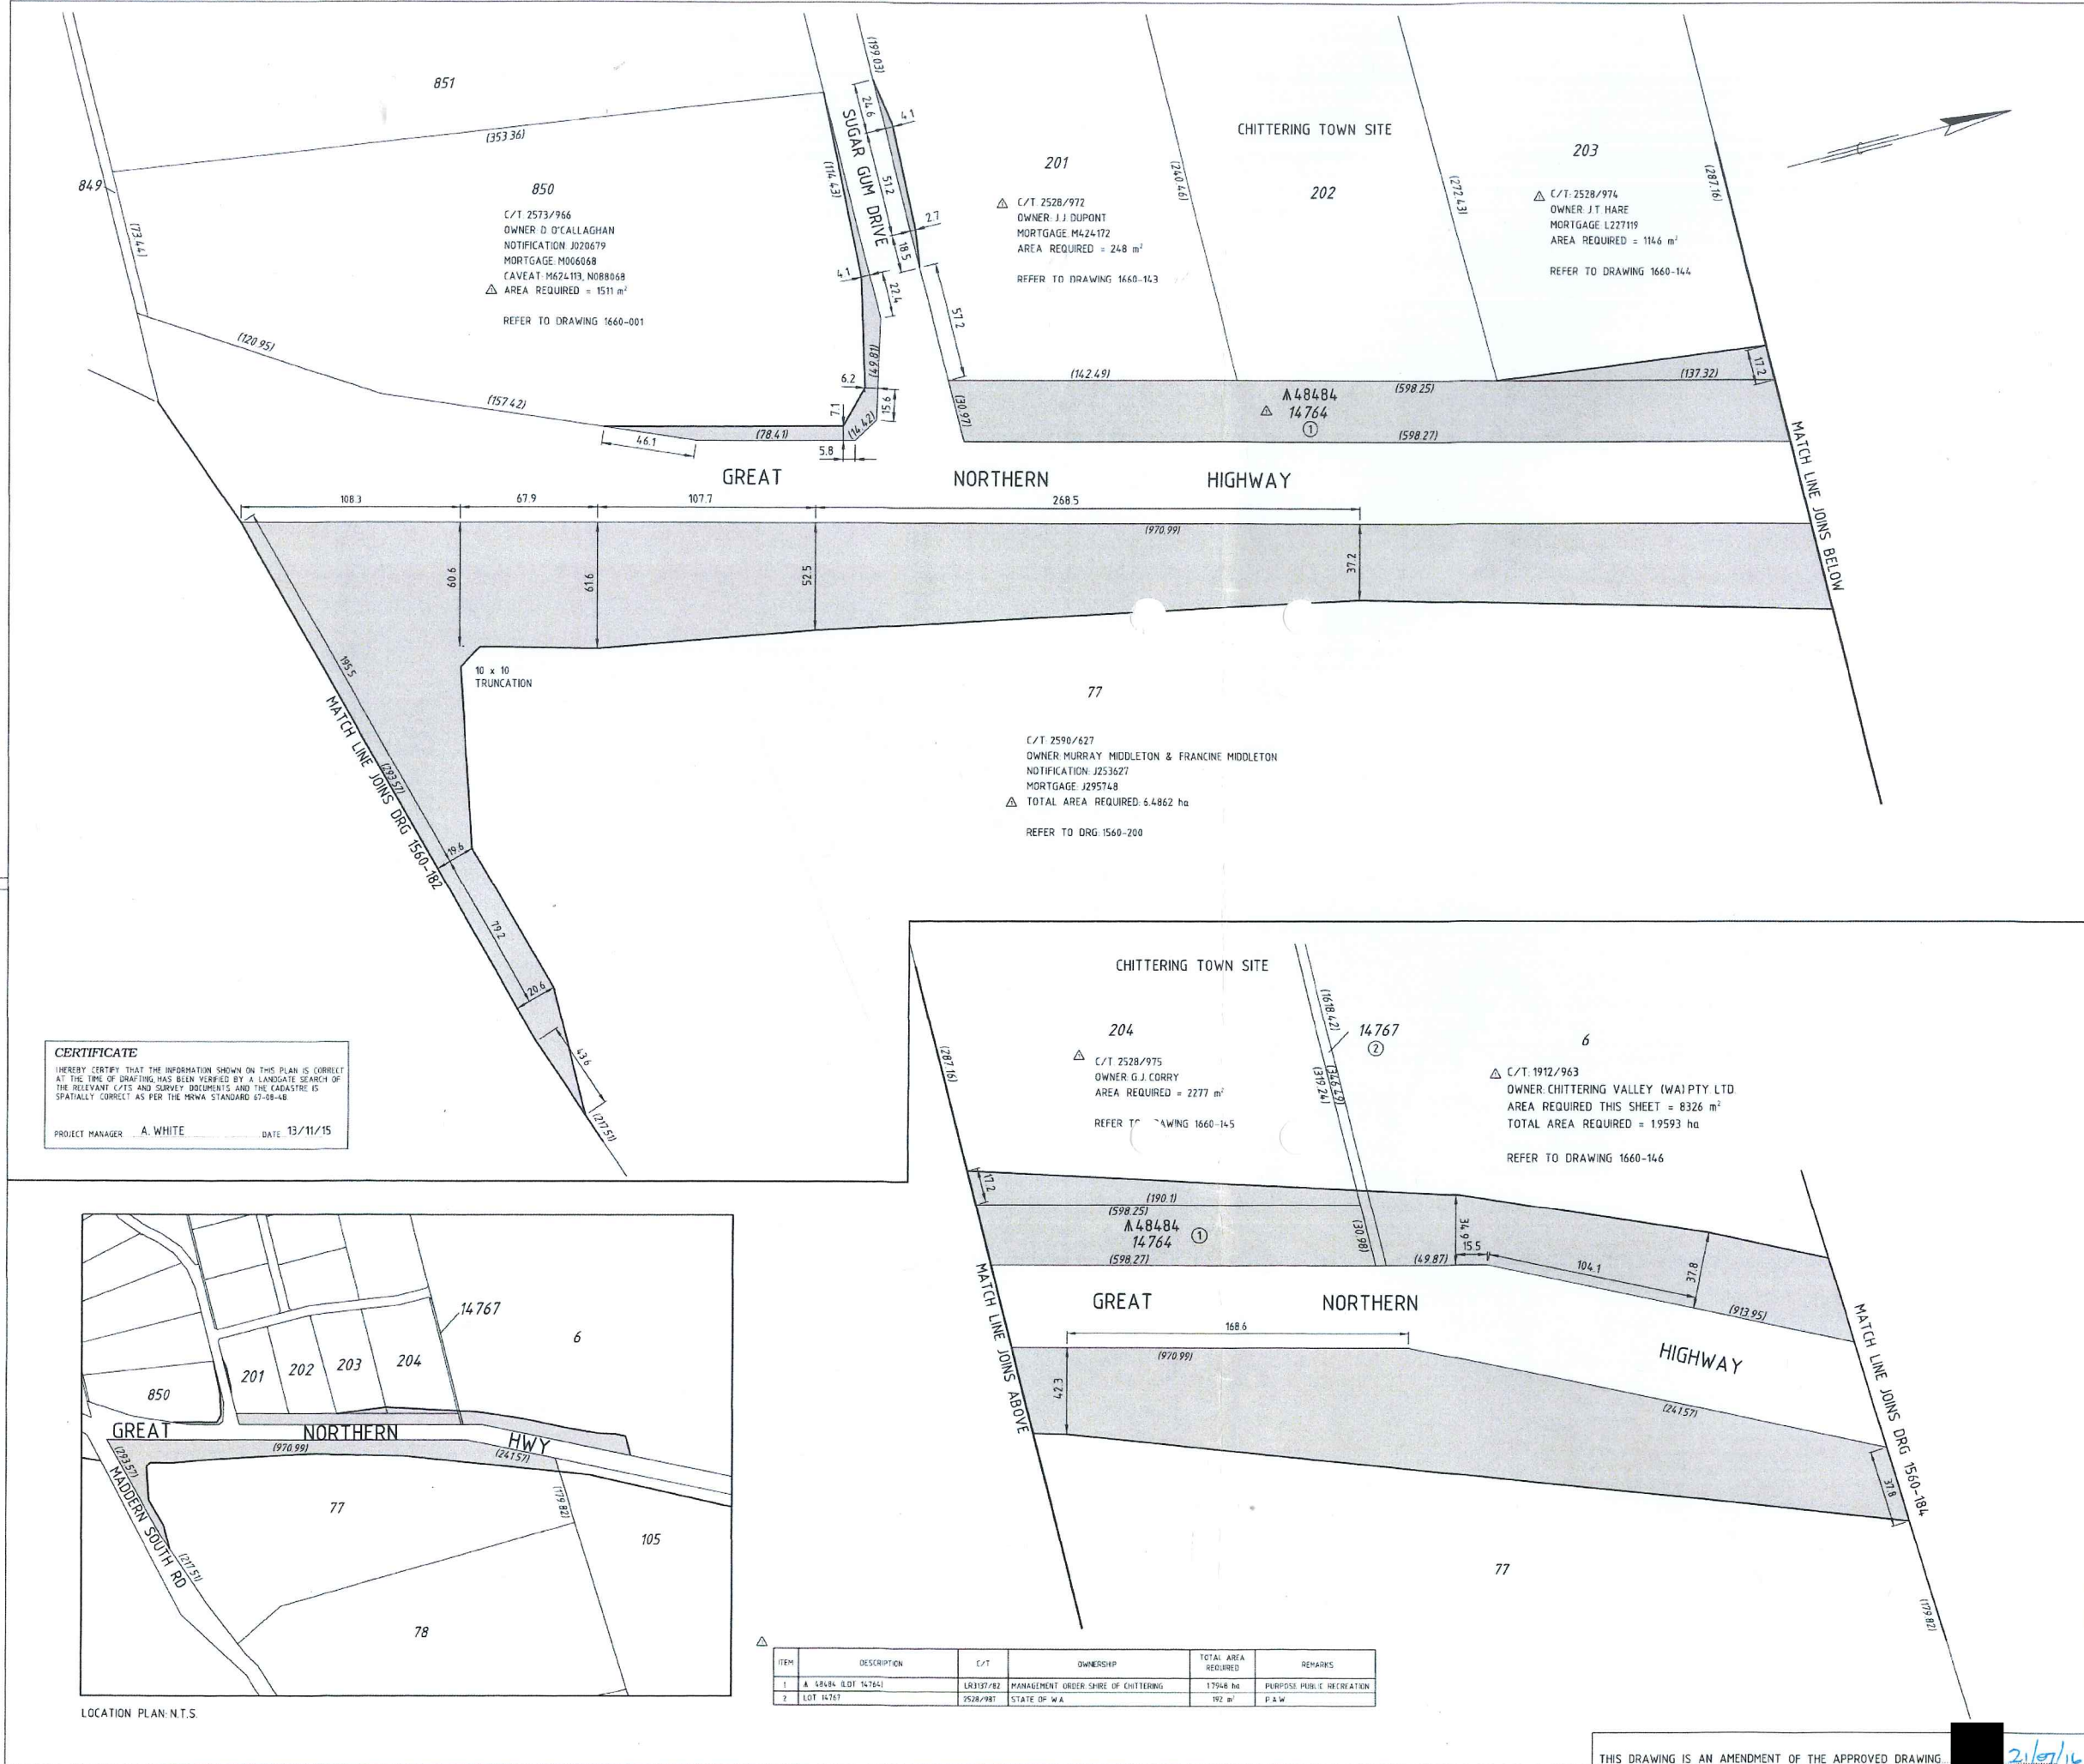 851
(353.36)
849
(73.44)
850
C/T: 2573/966
OWNER: D. O'CALLAGHAN
NOTIFICATION: J020679
MORTGAGE: M006068
CAVEAT: M624113, N088068
AREA REQUIRED = 1511 m²
REFER TO DRAWING 1660-001
(120.95)
(157.42)
46.1
(78.41)
7.1
5.8
(14.42)
15.6
6.2
(49.81)
4.1
22.4
(114.43)
SUGAR GUM DRIVE
(199.03)
24.6
4.1
51.2
2.7
18.5
57.2
201
C/T: 2528/972
OWNER: J.J. DUPONT
MORTGAGE: M424172
AREA REQUIRED = 248 m²
REFER TO DRAWING 1660-143
(240.46)
CHITTERING TOWN SITE
202
(272.43)
203
C/T: 2528/974
OWNER: J.T. HARE
MORTGAGE: L227119
AREA REQUIRED = 1146 m²
REFER TO DRAWING 1660-144
(287.16)
(142.49)
(30.97)
48484
14764
1
(598.25)
(598.27)
(137.32)
17.2
MATCH LINE JOINS BELOW
GREAT NORTHERN HIGHWAY
108.3
67.9
107.7
268.5
(970.99)
60.6
61.6
52.5
37.2
195.5
10 x 10
TRUNCATION
MATCH LINE JOINS DRG 1560-182
(293.57)
19.6
79.2
20.6
43.6
(217.51)
77
C/T: 2590/627
OWNER: MURRAY MIDDLETON & FRANCINE MIDDLETON
NOTIFICATION: J253627
MORTGAGE: J295748
TOTAL AREA REQUIRED: 6.4862 ha
REFER TO DRG: 1560-200
CERTIFICATE
I HEREBY CERTIFY THAT THE INFORMATION SHOWN ON THIS PLAN IS CORRECT
AT THE TIME OF DRAFTING, HAS BEEN VERIFIED BY A LANDGATE SEARCH OF
THE RELEVANT C/TS AND SURVEY DOCUMENTS AND THE CADASTRE IS
SPATIALLY CORRECT AS PER THE MRWA STANDARD 67-08-48
PROJECT MANAGER A. WHITE DATE 13/11/15
CHITTERING TOWN SITE
204
C/T: 2528/975
OWNER: G.J. CORRY
AREA REQUIRED = 2277 m²
REFER AWING 1660-145
(287.16)
(1618.42)
(346.29)
(319.24)
14767
2
6
C/T: 1912/963
OWNER: CHITTERING VALLEY (WA) PTY LTD
AREA REQUIRED THIS SHEET = 8326 m²
TOTAL AREA REQUIRED = 1.9593 ha
REFER TO DRAWING 1660-146
17.2
(190.1)
(598.25)
48484
14764
1
(598.27)
(30.98)
(49.87)
34.9
15.5
104.1
37.8
(913.95)
GREAT NORTHERN HIGHWAY
168.6
(970.99)
42.3
(241.57)
37.8
MATCH LINE JOINS ABOVE
MATCH LINE JOINS DRG 1560-184
77
(179.82)
14767
6
201
202
203
204
850
GREAT NORTHERN HWY
(970.99)
(241.57)
(293.57)
MADDERN SOUTH RD
(217.51)
77
(179.82)
105
78
LOCATION PLAN: N.T.S.
ITEM DESCRIPTION C/T OWNERSHIP TOTAL AREA REQUIRED REMARKS
1 48484 (LOT 14764) LR3137/82 MANAGEMENT ORDER: SHIRE OF CHITTERING 1.7946 ha PURPOSE: PUBLIC RECREATION
2 LOT 14767 2528/987 STATE OF W.A. 192 m² P.A.W
THIS DRAWING IS AN AMENDMENT OF THE APPROVED DRAWING
21/07/16